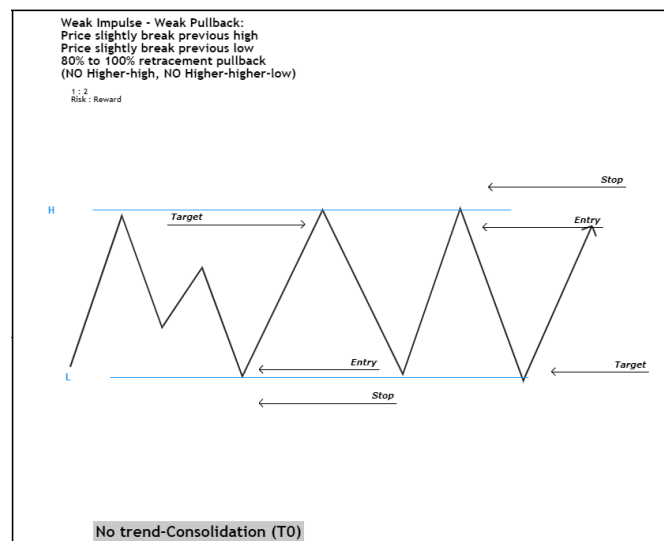 Weak Impulse - Weak Pullback:
Price slightly break previous high
Price slightly break previous low
80% to 100% retracement pullback
(NO Higher-high, NO Higher-higher-low)
1 : 2
Risk : Reward
Stop
H
Target
Entry
Entry
Target
L
Stop
No trend-Consolidation (T0)